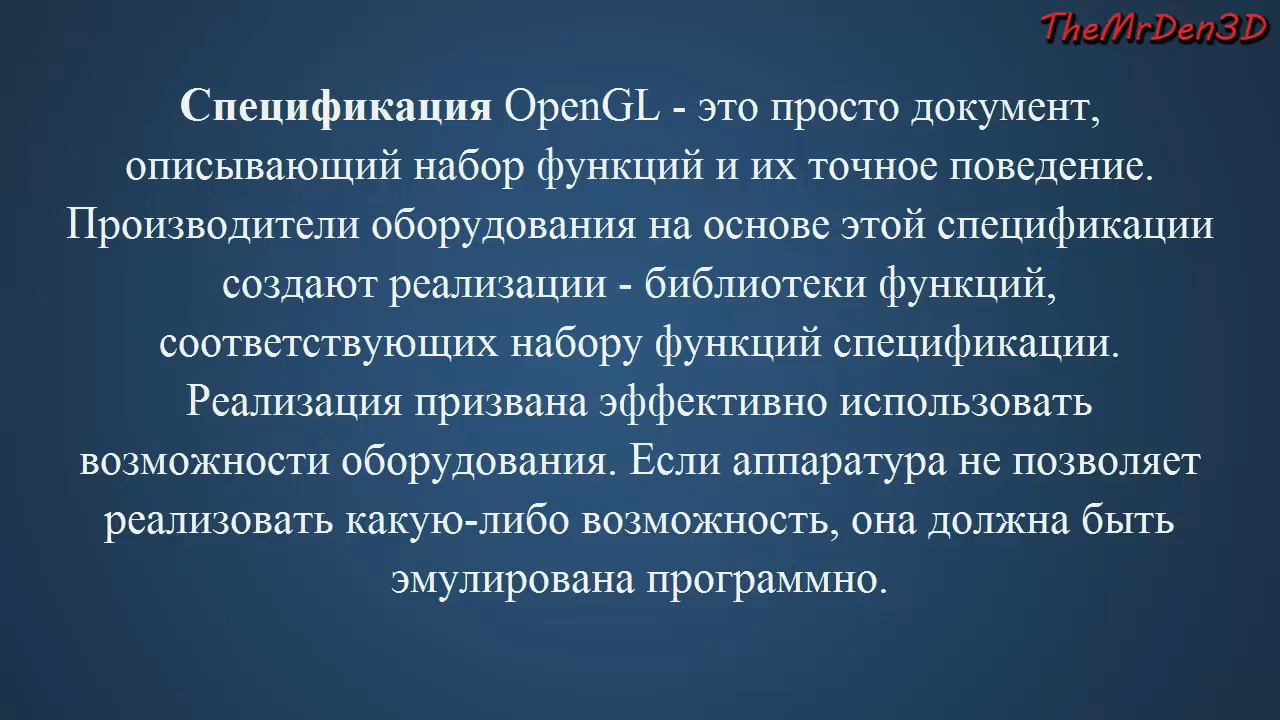 TheMrDen3D
Спецификация OpenGL - это просто документ,
описывающий набор функций и их точное поведение.
Производители оборудования на основе этой спецификации
создают реализации - библиотеки функций,
соответствующих набору функций спецификации.
Реализация призвана эффективно использовать
возможности оборудования. Если аппаратура не позволяет
реализовать какую-либо возможность, она должна быть
эмулирована программно.